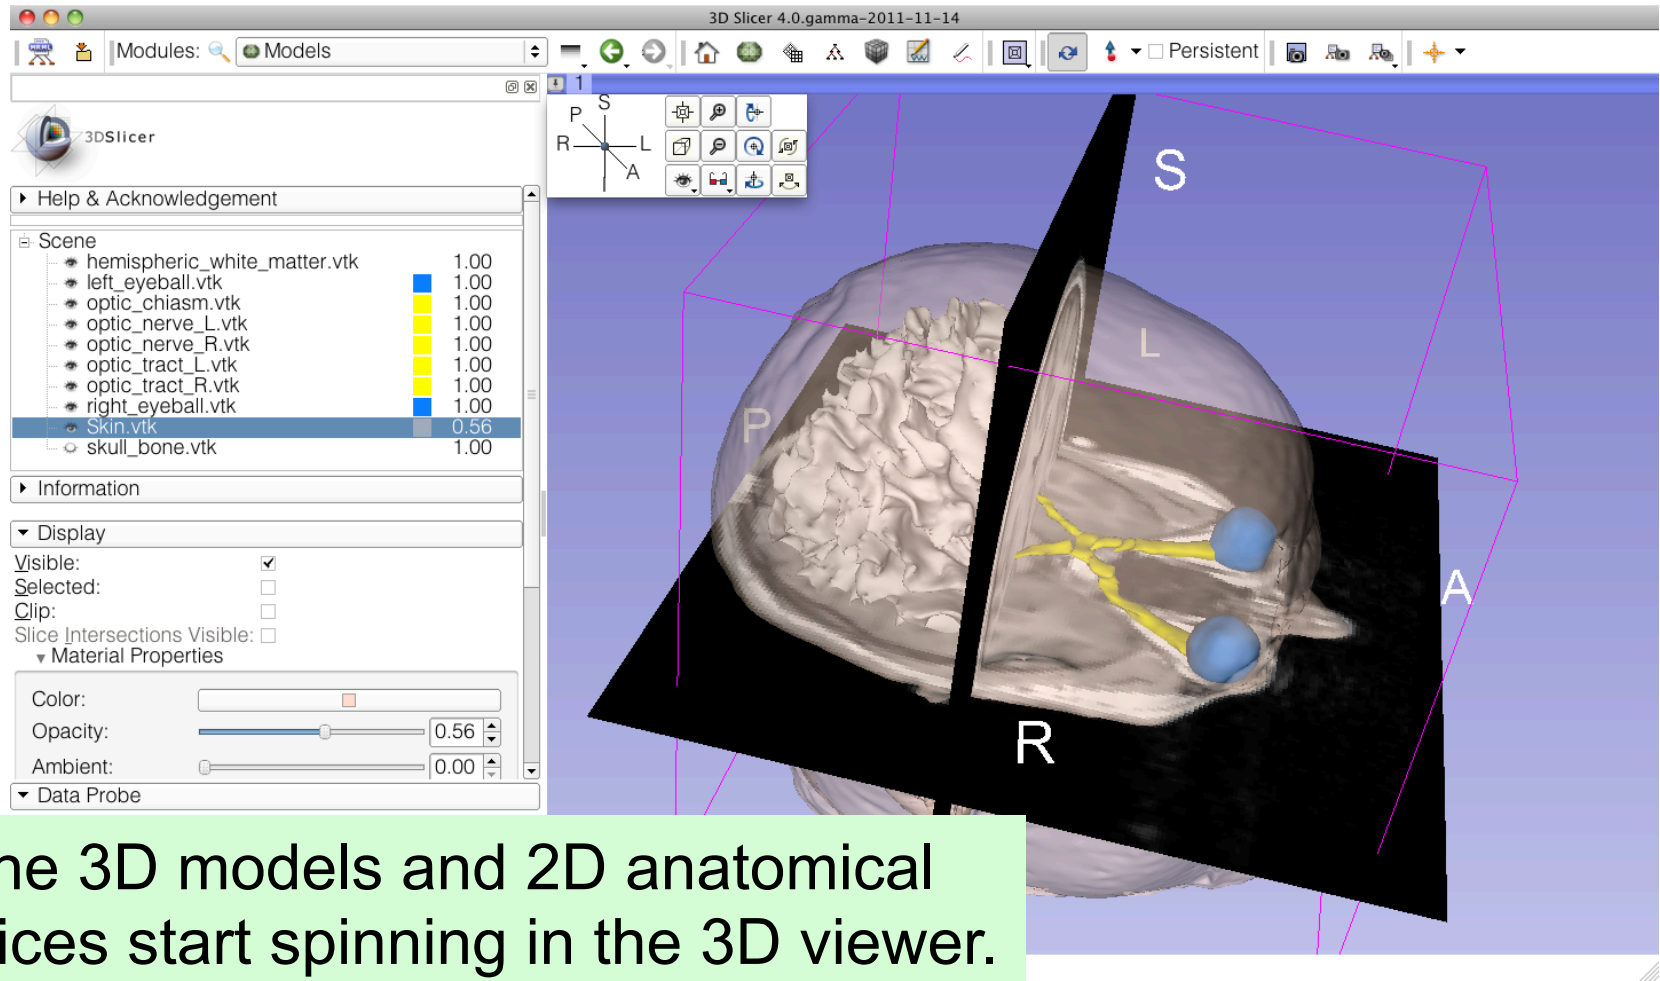 3D Slicer 4.0.gamma-2011-11-14
MRML Modules: Models Persistent
1
3DSlicer
Help & Acknowledgement
Scene
hemispheric_white_matter.vtk 1.00
left_eyeball.vtk 1.00
optic_chiasm.vtk 1.00
optic_nerve_L.vtk 1.00
optic_nerve_R.vtk 1.00
optic_tract_L.vtk 1.00
optic_tract_R.vtk 1.00
right_eyeball.vtk 1.00
Skin.vtk 0.56
skull_bone.vtk 1.00
Information
Display
Visible:
Selected:
Clip:
Slice Intersections Visible:
Material Properties
Color:
Opacity: 0.56
Ambient: 0.00
Data Probe
S
P
R L
A
S
L
P
A
R
he 3D models and 2D anatomical
ices start spinning in the 3D viewer.